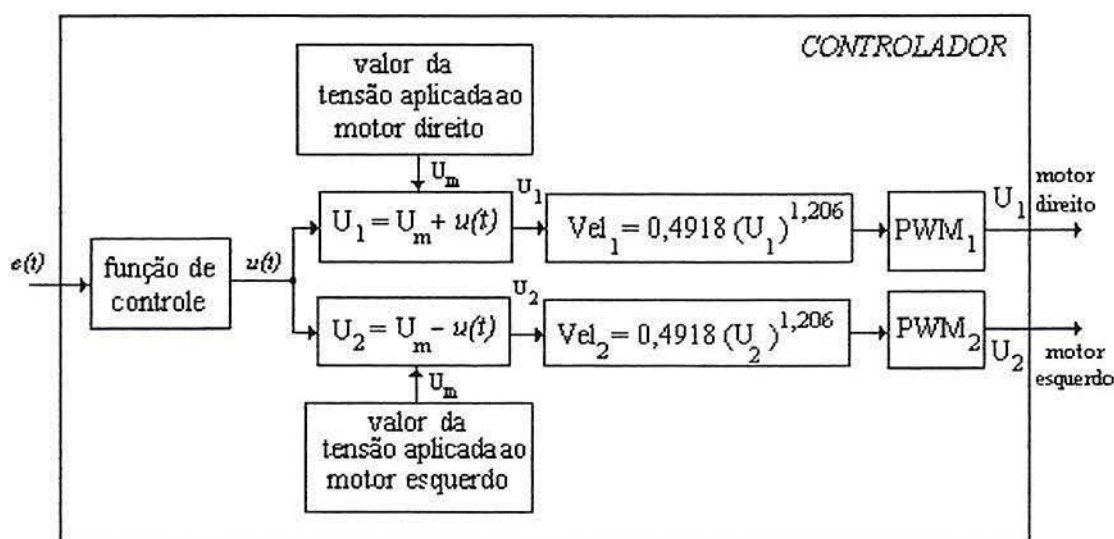 CONTROLADOR
valor da
tensão aplicada ao
motor direito
U_m
U_1 = U_m + u(t)
U_1
Vel_1 = 0,4918 (U_1)^1,206
PWM_1
U_1
motor
direito
e(t)
função de
controle
u(t)
U_2 = U_m - u(t)
U_2
Vel_2 = 0,4918 (U_2)^1,206
PWM_2
U_2
motor
esquerdo
U_m
valor da
tensão aplicada ao
motor esquerdo